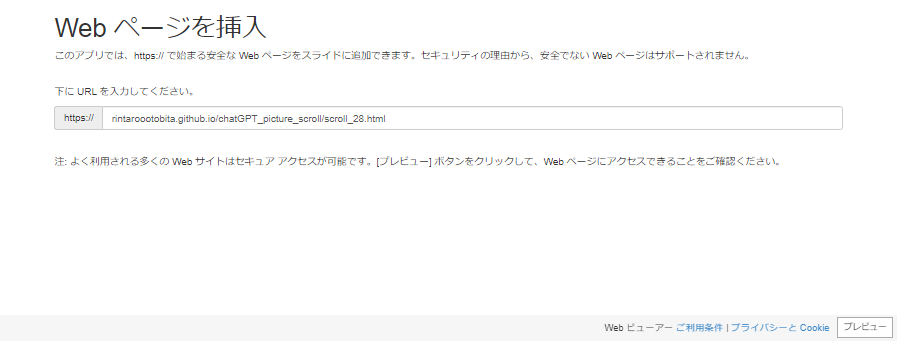 Web ページを挿入
このアプリでは、https:// で始まる安全な Web ページをスライドに追加できます。セキュリティの理由から、安全でない Web ページはサポートされません。
下に URL を入力してください。
https:// rintaroootobita.github.io/chatGPT_picture_scroll/scroll_28.html
注: よく利用される多くの Web サイトはセキュア アクセスが可能です。[プレビュー] ボタンをクリックして、Web ページにアクセスできることをご確認ください。
Web ビューアー ご利用条件 | プライバシーと Cookie プレビュー